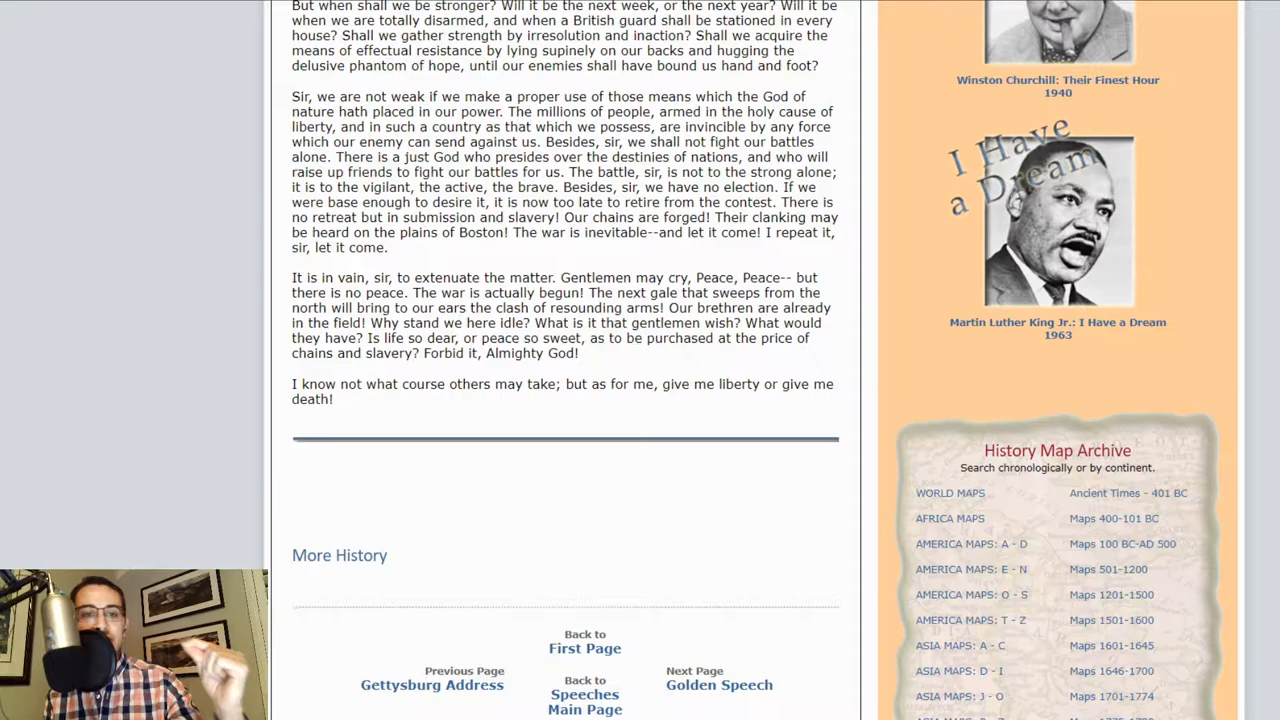 But when shall we be stronger? Will it be the next week, or the next year? Will it be
when we are totally disarmed, and when a British guard shall be stationed in every
house? Shall we gather strength by irresolution and inaction? Shall we acquire the
means of effectual resistance by lying supinely on our backs and hugging the
delusive phantom of hope, until our enemies shall have bound us hand and foot?
Sir, we are not weak if we make a proper use of those means which the God of
nature hath placed in our power. The millions of people, armed in the holy cause of
liberty, and in such a country as that which we possess, are invincible by any force
which our enemy can send against us. Besides, sir, we shall not fight our battles
alone. There is a just God who presides over the destinies of nations, and who will
raise up friends to fight our battles for us. The battle, sir, is not to the strong alone;
it is to the vigilant, the active, the brave. Besides, sir, we have no election. If we
were base enough to desire it, it is now too late to retire from the contest. There is
no retreat but in submission and slavery! Our chains are forged! Their clanking may
be heard on the plains of Boston! The war is inevitable--and let it come! I repeat it,
sir, let it come.
It is in vain, sir, to extenuate the matter. Gentlemen may cry, Peace, Peace-- but
there is no peace. The war is actually begun! The next gale that sweeps from the
north will bring to our ears the clash of resounding arms! Our brethren are already
in the field! Why stand we here idle? What is it that gentlemen wish? What would
they have? Is life so dear, or peace so sweet, as to be purchased at the price of
chains and slavery? Forbid it, Almighty God!
I know not what course others may take; but as for me, give me liberty or give me
death!
More History
Back to
First Page
Previous Page
Gettysburg Address
Back to
Speeches
Main Page
Next Page
Golden Speech
Winston Churchill: Their Finest Hour
1940
I Have
a Dream
Martin Luther King Jr.: I Have a Dream
1963
History Map Archive
Search chronologically or by continent.
WORLD MAPS
Ancient Times - 401 BC
AFRICA MAPS
Maps 400-101 BC
AMERICA MAPS: A - D
Maps 100 BC-AD 500
AMERICA MAPS: E - N
Maps 501-1200
AMERICA MAPS: O - S
Maps 1201-1500
AMERICA MAPS: T - Z
Maps 1501-1600
ASIA MAPS: A - C
Maps 1601-1645
ASIA MAPS: D - I
Maps 1646-1700
ASIA MAPS: J - O
Maps 1701-1774